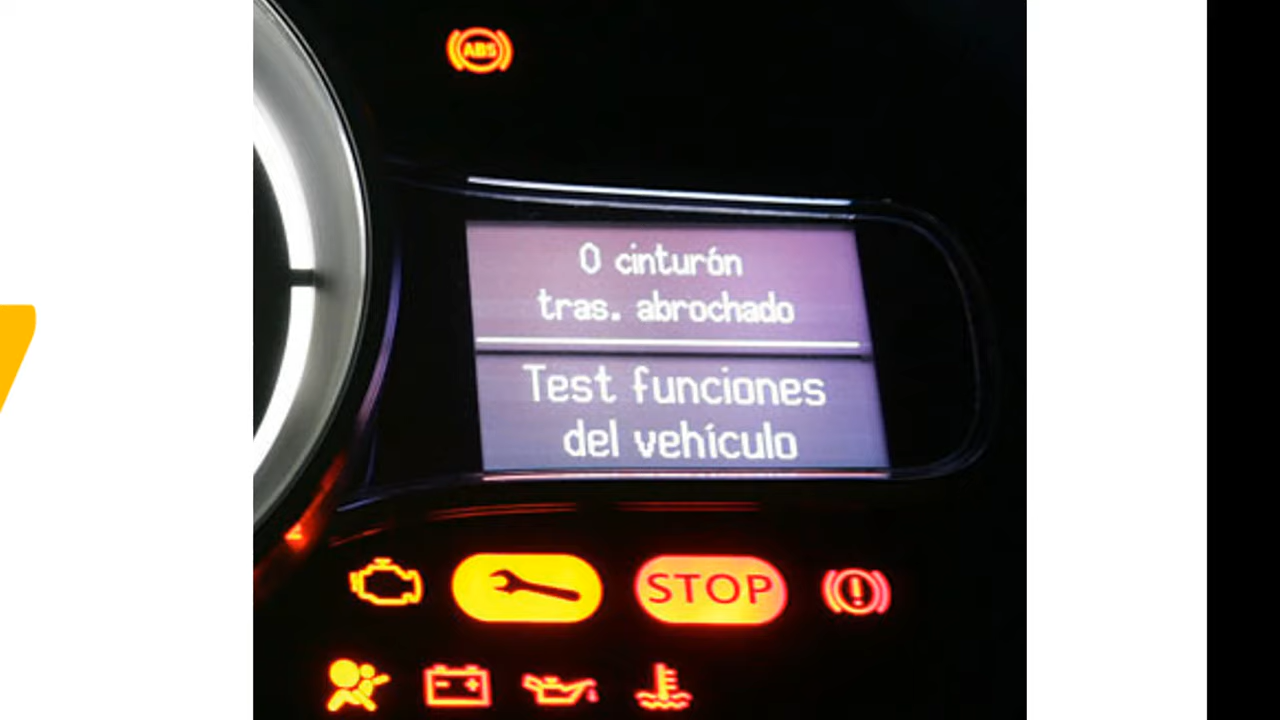 ABS
0 cinturón
tras. abrochado
Test funciones
del vehículo
STOP